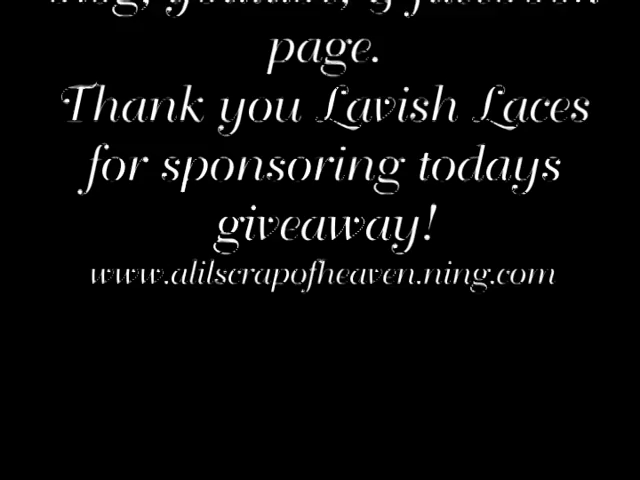 page.
Thank you Lavish Laces
for sponsoring todays
giveaway!
www.alilscrapofheaven.ning.com